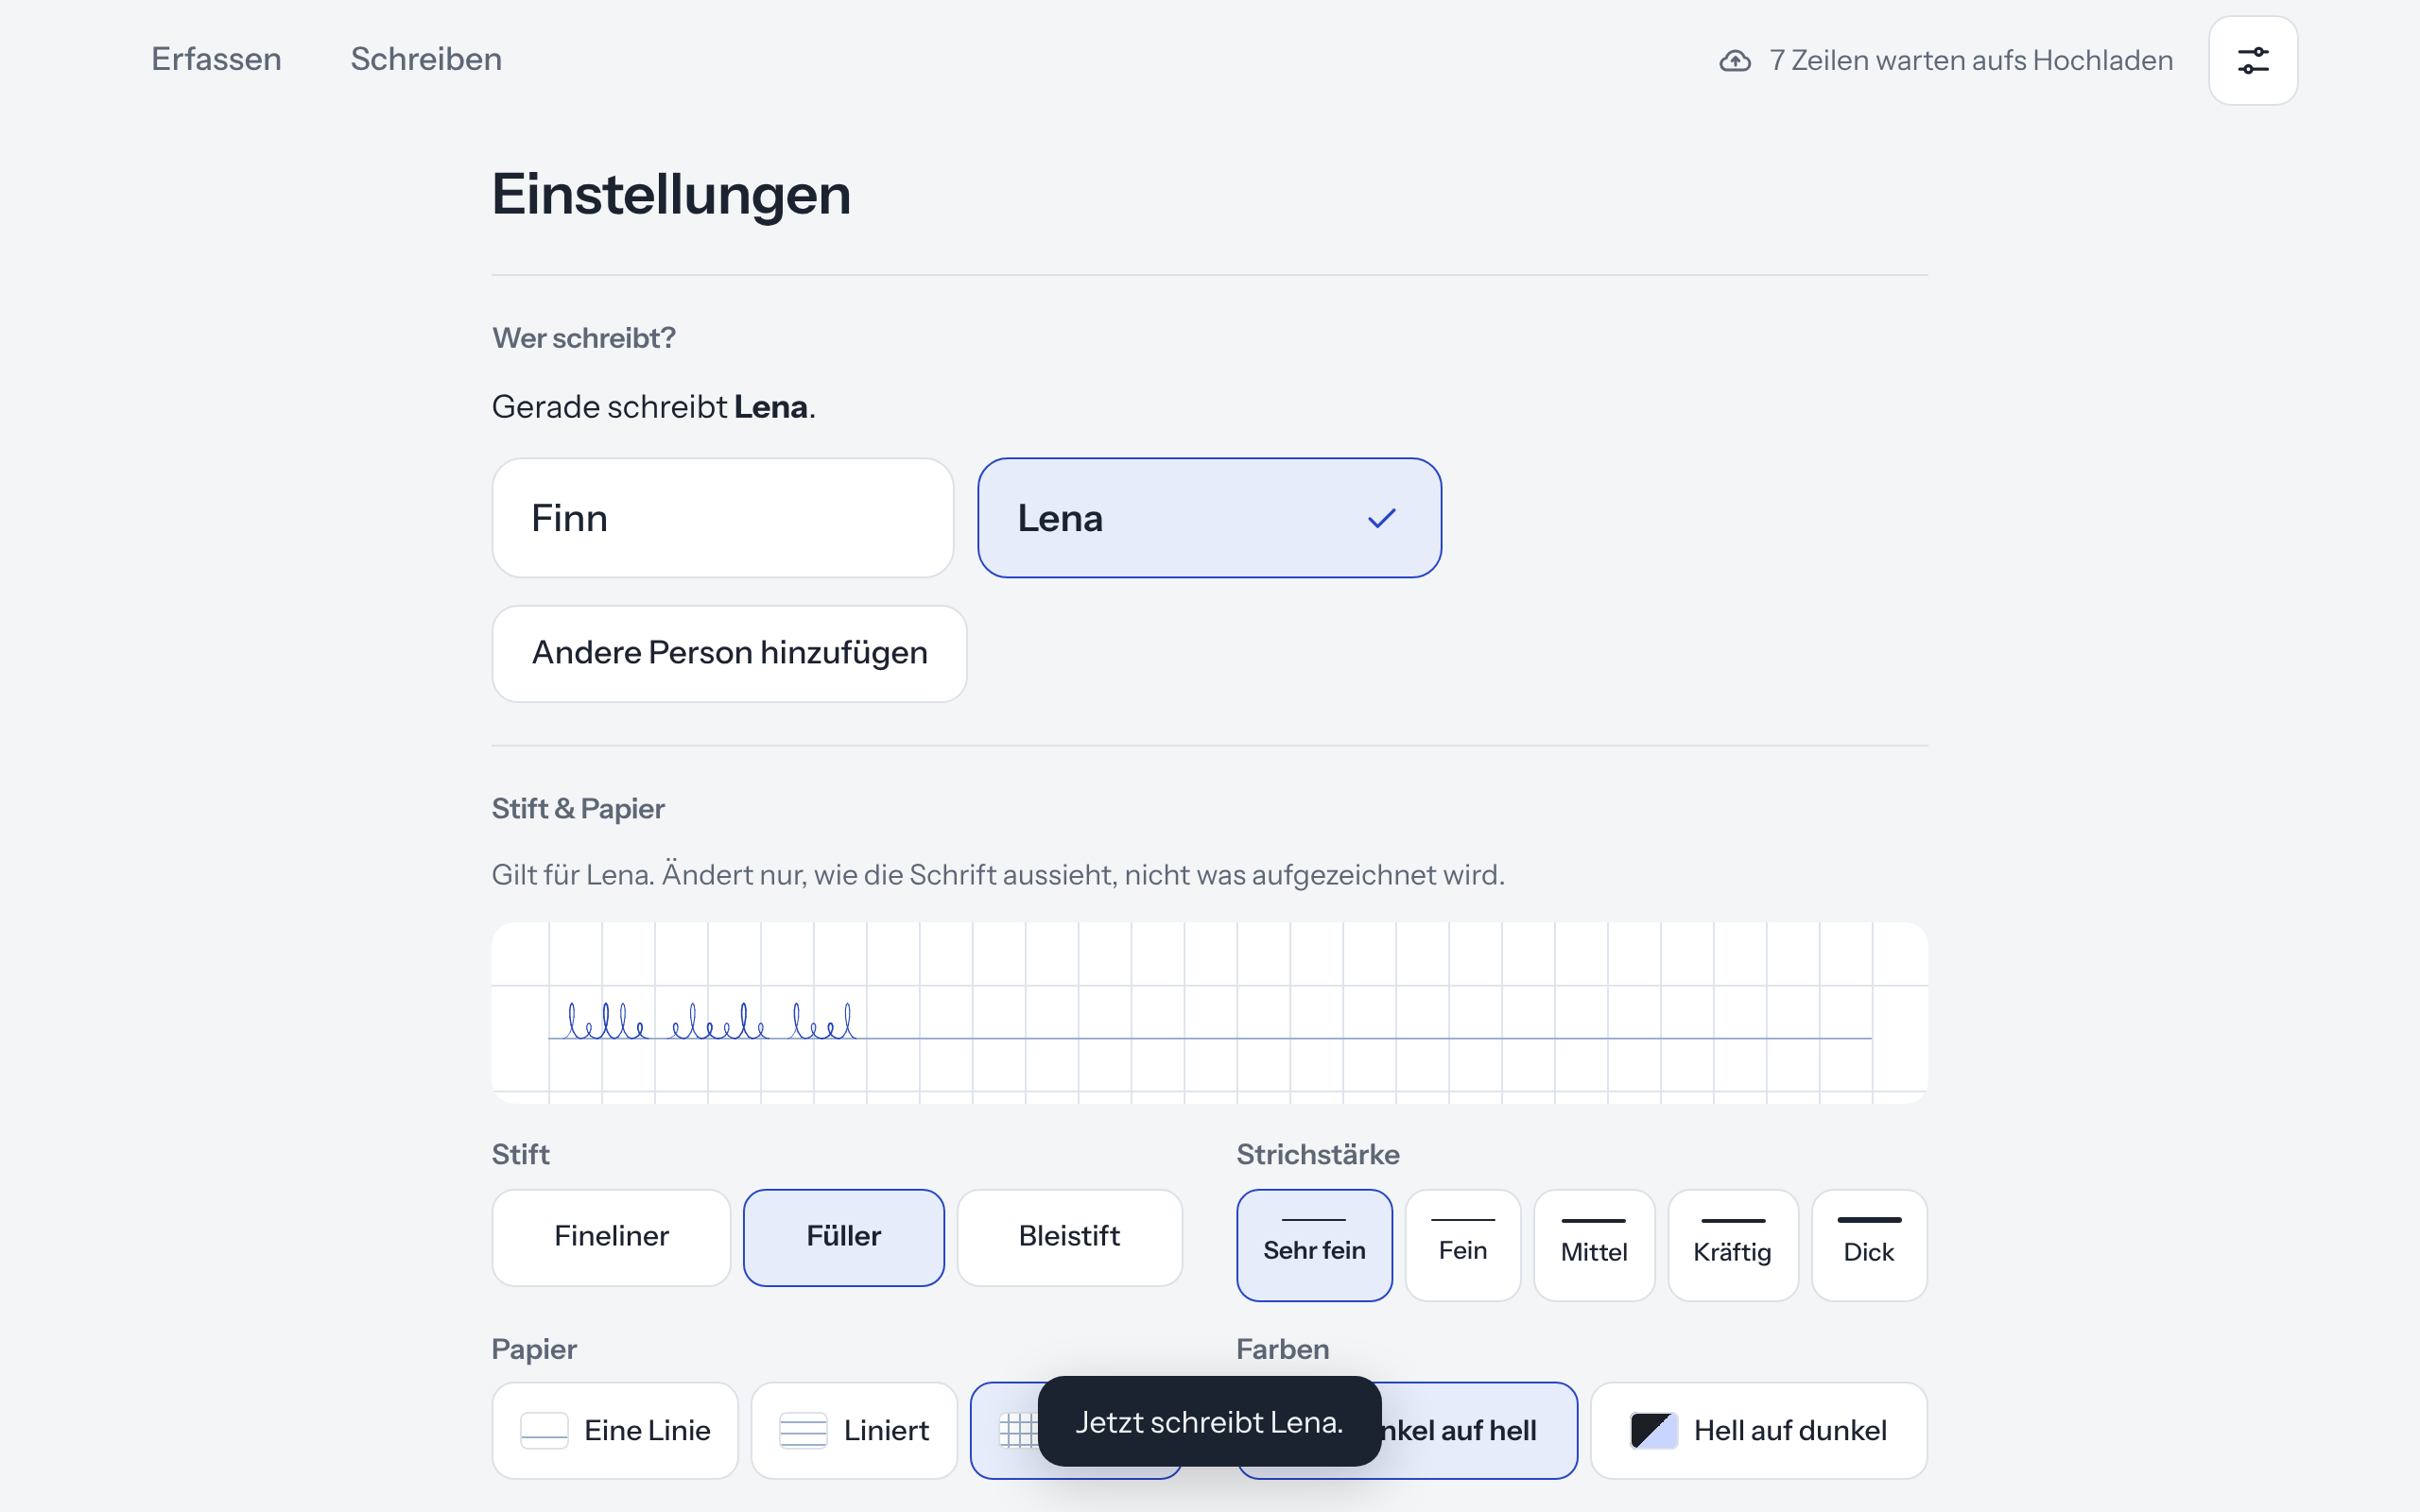 Erfassen Schreiben 7 Zeilen warten aufs Hochladen
Einstellungen
Wer schreibt?
Gerade schreibt Lena.
Finn Lena
Andere Person hinzufügen
Stift & Papier
Gilt für Lena. Ändert nur, wie die Schrift aussieht, nicht was aufgezeichnet wird.
Stift Strichstärke
Fineliner Füller Bleistift Sehr fein Fein Mittel Kräftig Dick
Papier Farben
Eine Linie Liniert Jetzt schreibt Lena. auf hell Hell auf dunkel